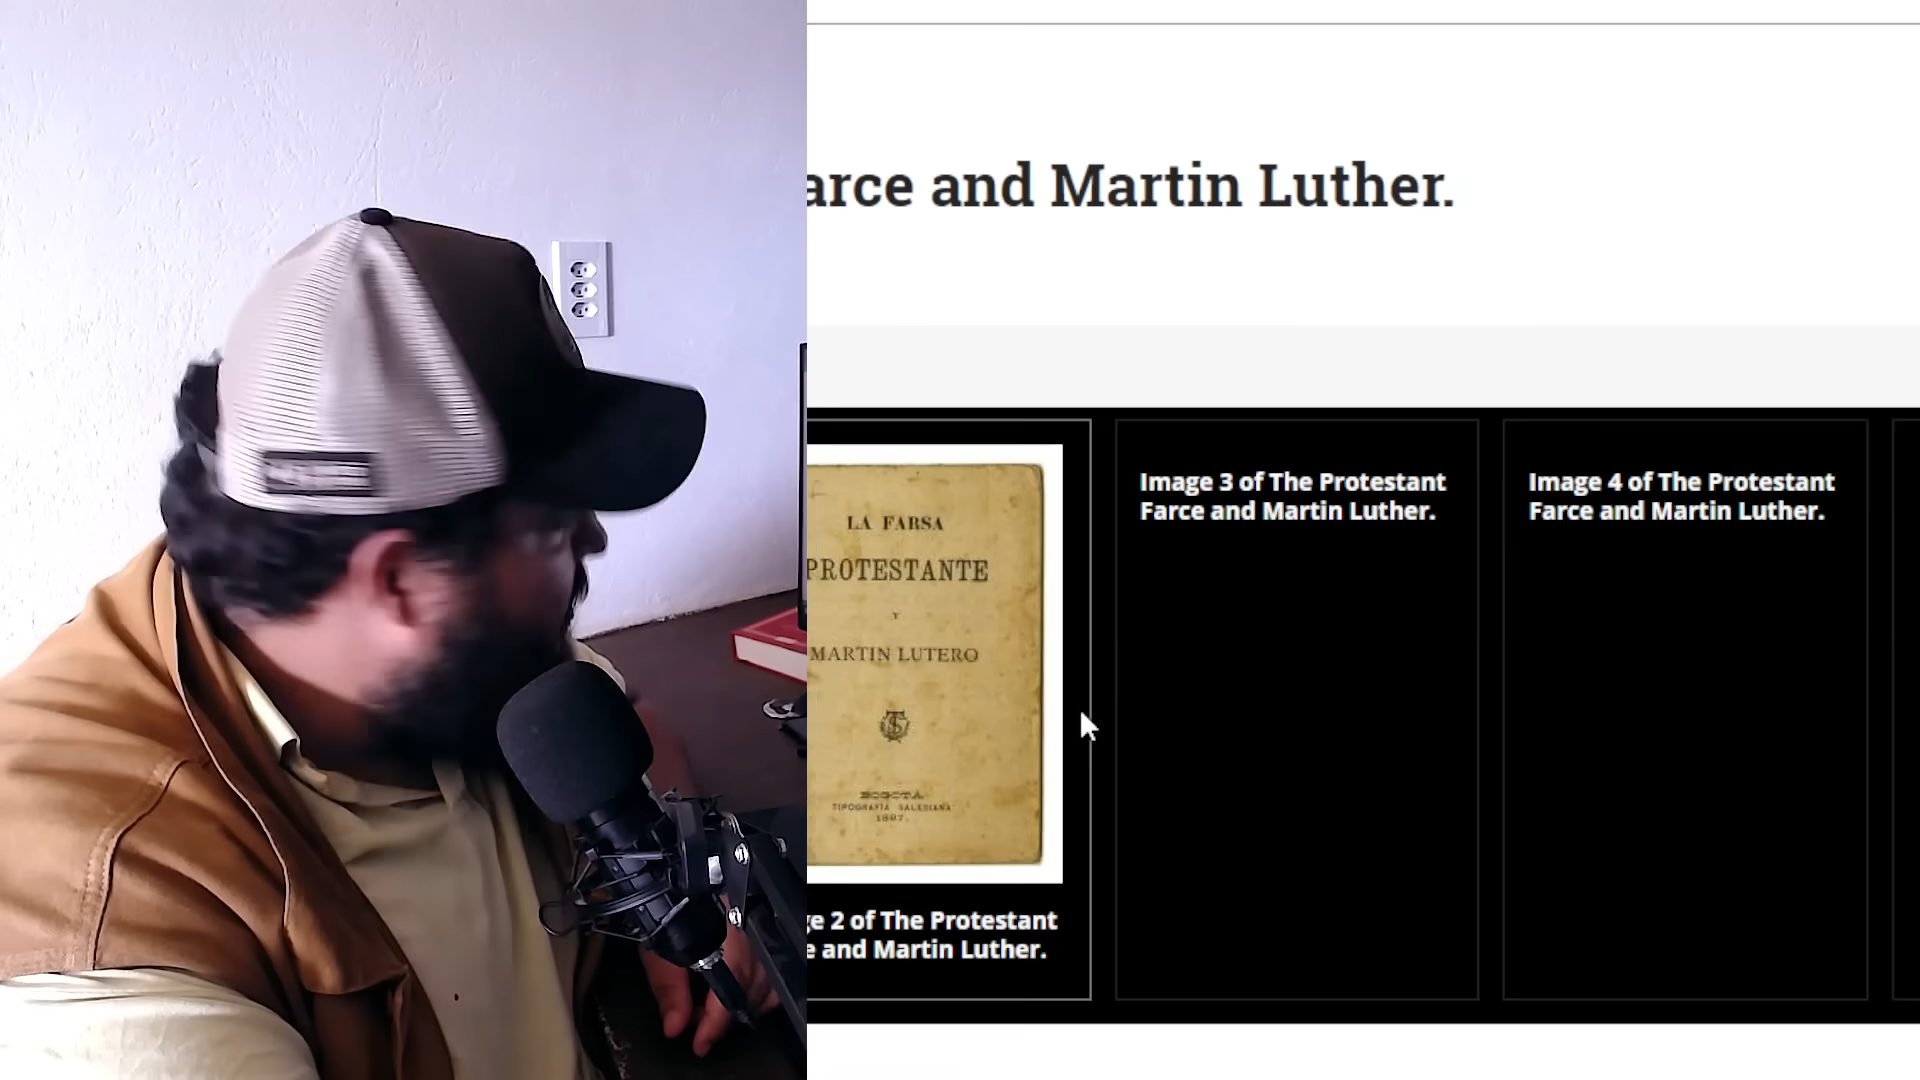 arce and Martin Luther.
LA FARSA
PROTESTANTE
Y
MARTIN LUTERO
BOGOTÁ
TIPOGRAFÍA SALESIANA
1897.
ge 2 of The Protestant
e and Martin Luther.
Image 3 of The Protestant
Farce and Martin Luther.
Image 4 of The Protestant
Farce and Martin Luther.